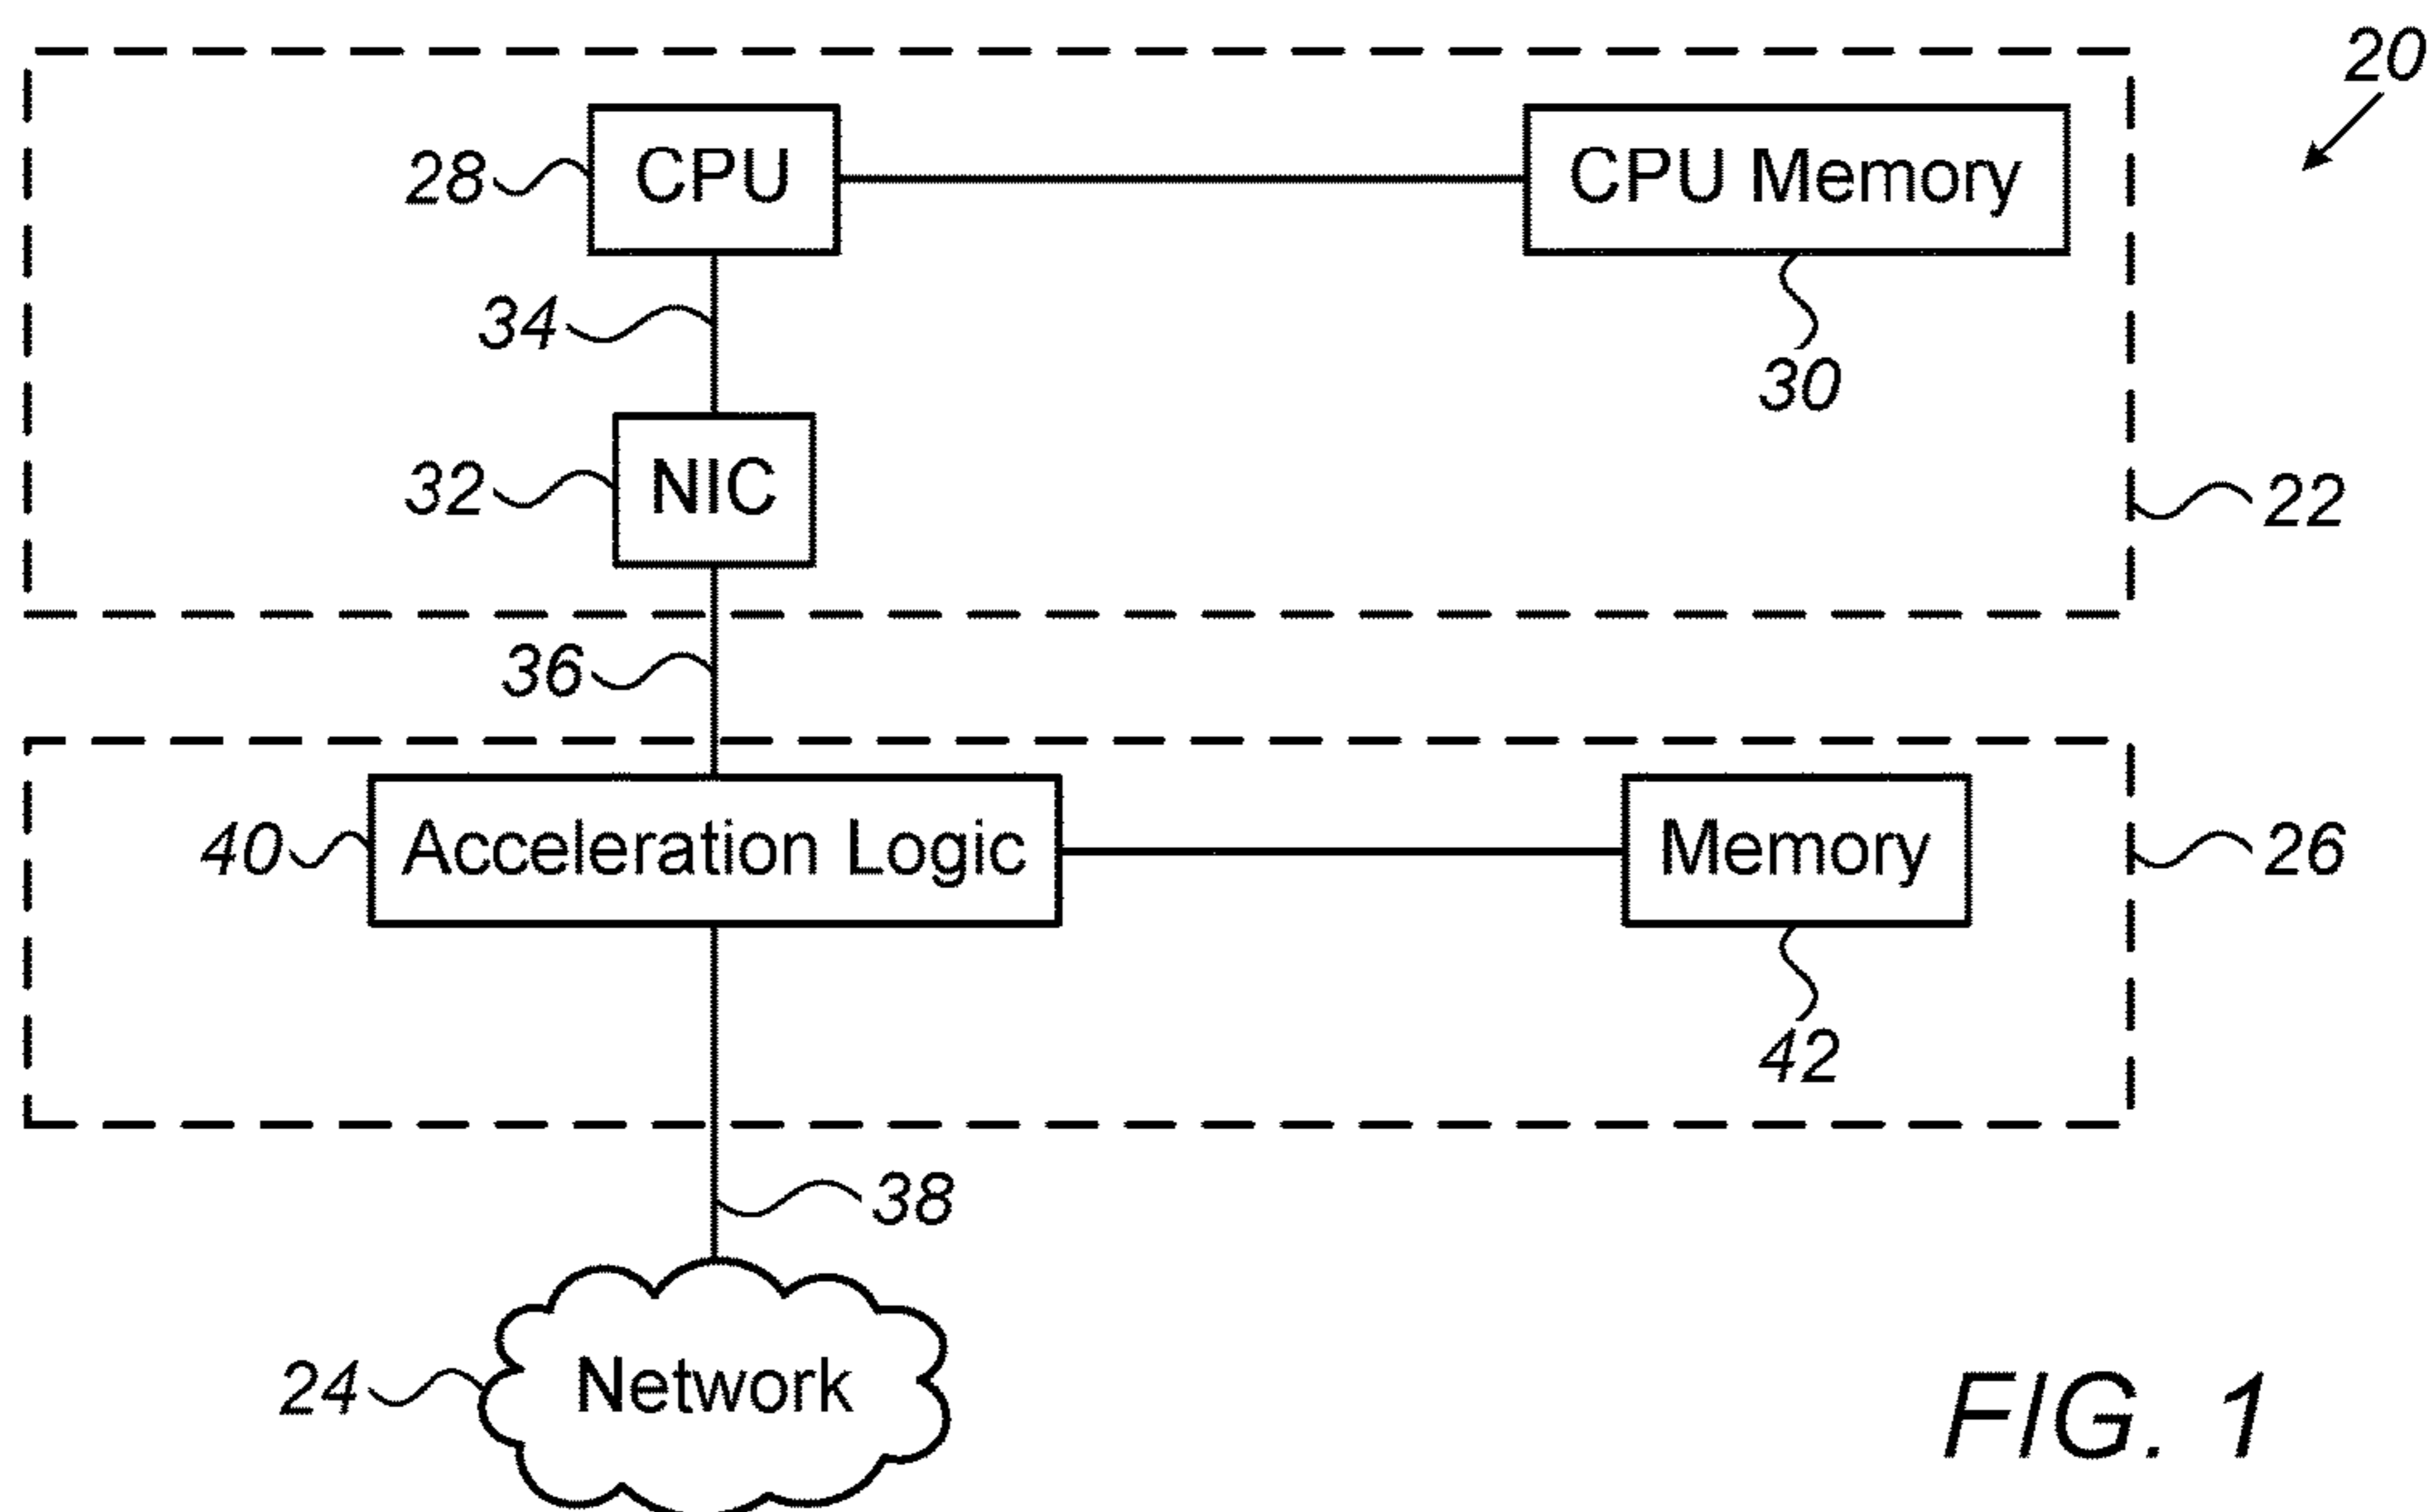 20
28
CPU
CPU Memory
34
30
32
NIC
22
36
40
Acceleration Logic
Memory
26
42
38
24
Network
FIG. 1